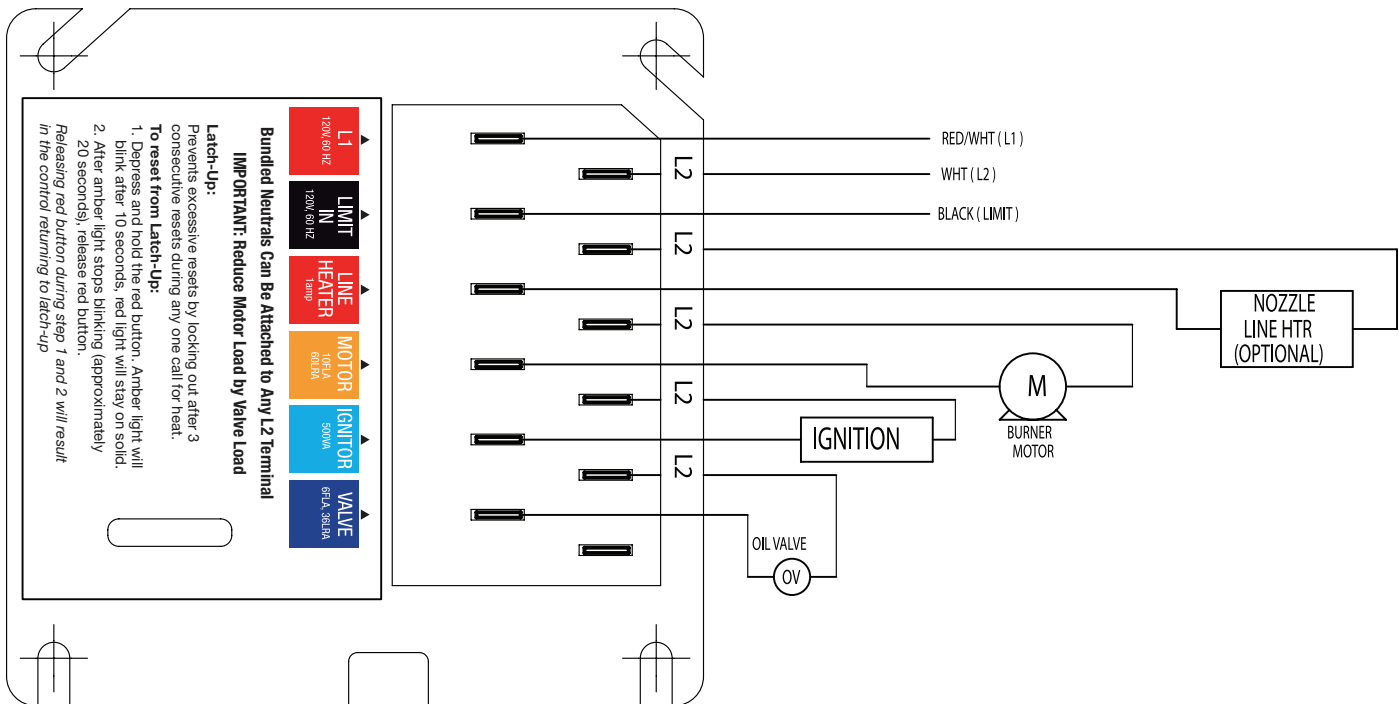 L1
120V, 60 HZ
LIMIT
IN
120V, 60 HZ
LINE
HEATER
1amp
MOTOR
10FLA
60LRA
IGNITOR
500VA
VALVE
6FLA, 36LRA
Bundled Neutrals Can Be Attached to Any L2 Terminal
IMPORTANT: Reduce Motor Load by Valve Load
Latch-Up:
Prevents excessive resets by locking out after 3
consecutive resets during any one call for heat.
To reset from Latch-Up:
1. Depress and hold the red button. Amber light will
blink after 10 seconds, red light will stay on solid.
2. After amber light stops blinking (approximately
20 seconds), release red button.
Releasing red button during step 1 and 2 will result
in the control returning to latch-up
L2
L2
L2
L2
L2
RED/WHT ( L1 )
WHT ( L2 )
BLACK ( LIMIT )
NOZZLE
LINE HTR
(OPTIONAL)
M
BURNER
MOTOR
IGNITION
OIL VALVE
OV